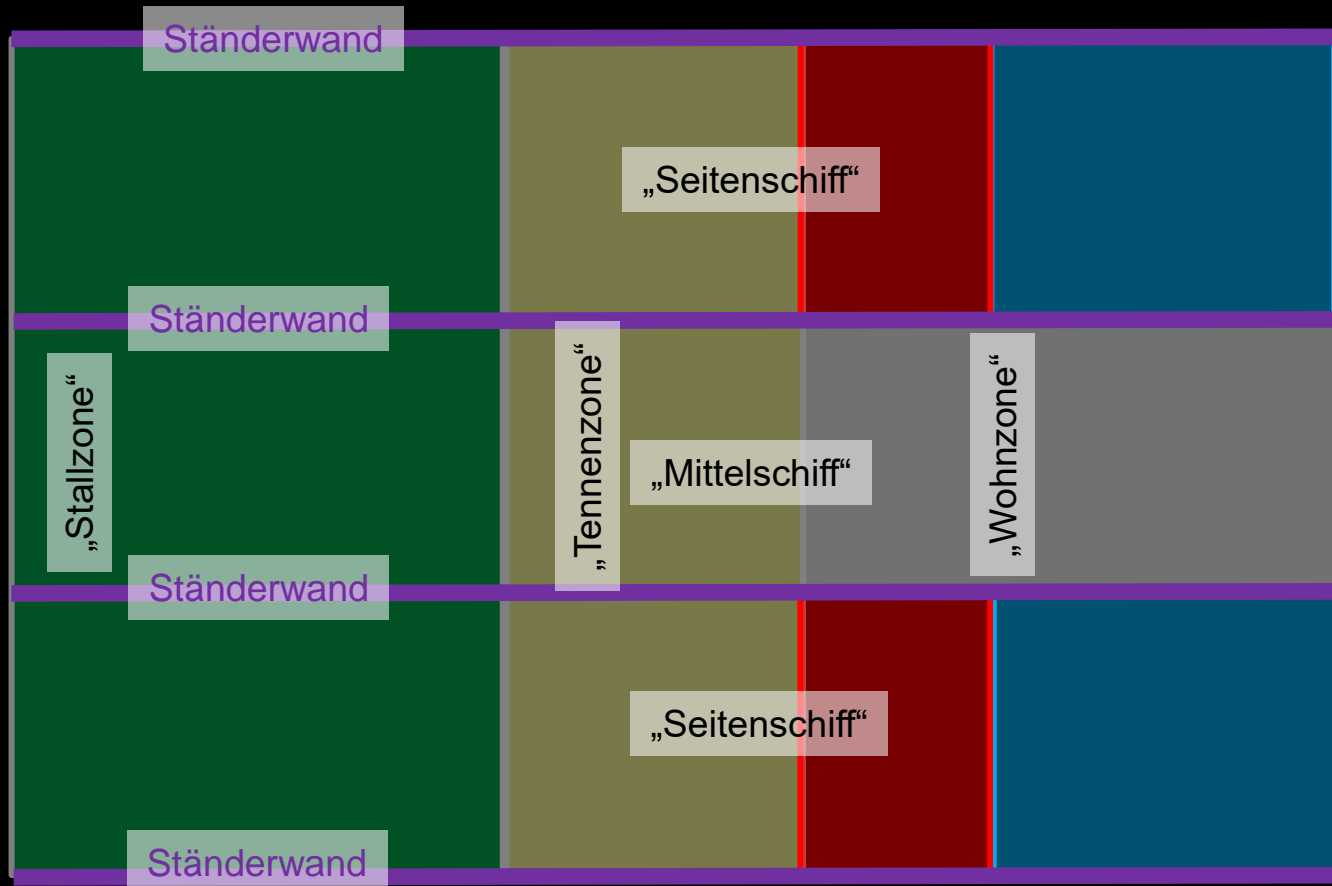 Ständerwand
„Seitenschiff“
Ständerwand
„Stallzone“
„Tennenzone“
„Mittelschiff“
„Wohnzone“
Ständerwand
„Seitenschiff“
Ständerwand